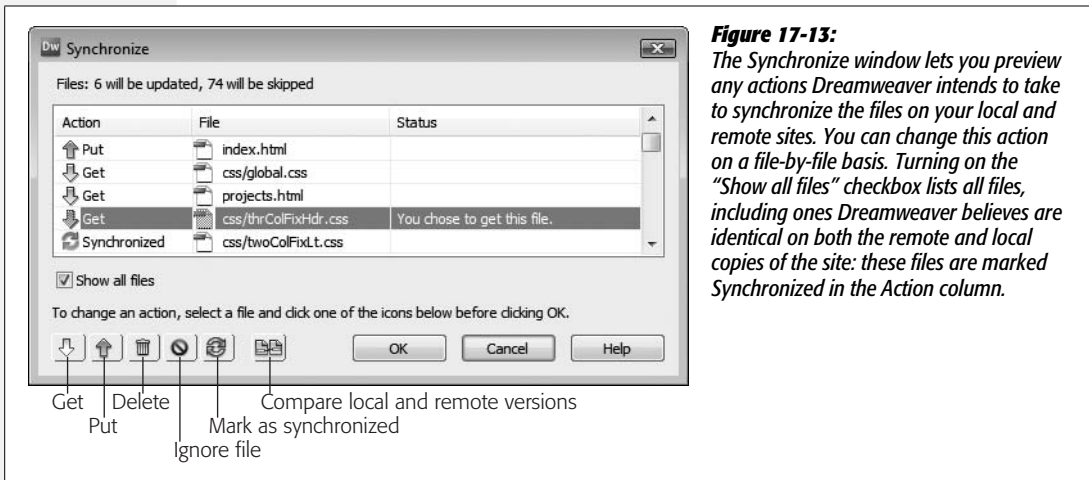 Dw Synchronize
Files: 6 will be updated, 74 will be skipped
Action File Status
Put index.html
Get css/global.css
Get projects.html
Get css/thrColFixHdr.css You chose to get this file.
Synchronized css/twoColFixLt.css
Show all files
To change an action, select a file and click one of the icons below before clicking OK.
OK Cancel Help
Get Delete Compare local and remote versions
Put Mark as synchronized
Ignore file
Figure 17-13:
The Synchronize window lets you preview
any actions Dreamweaver intends to take
to synchronize the files on your local and
remote sites. You can change this action
on a file-by-file basis. Turning on the
“Show all files” checkbox lists all files,
including ones Dreamweaver believes are
identical on both the remote and local
copies of the site: these files are marked
Synchronized in the Action column.